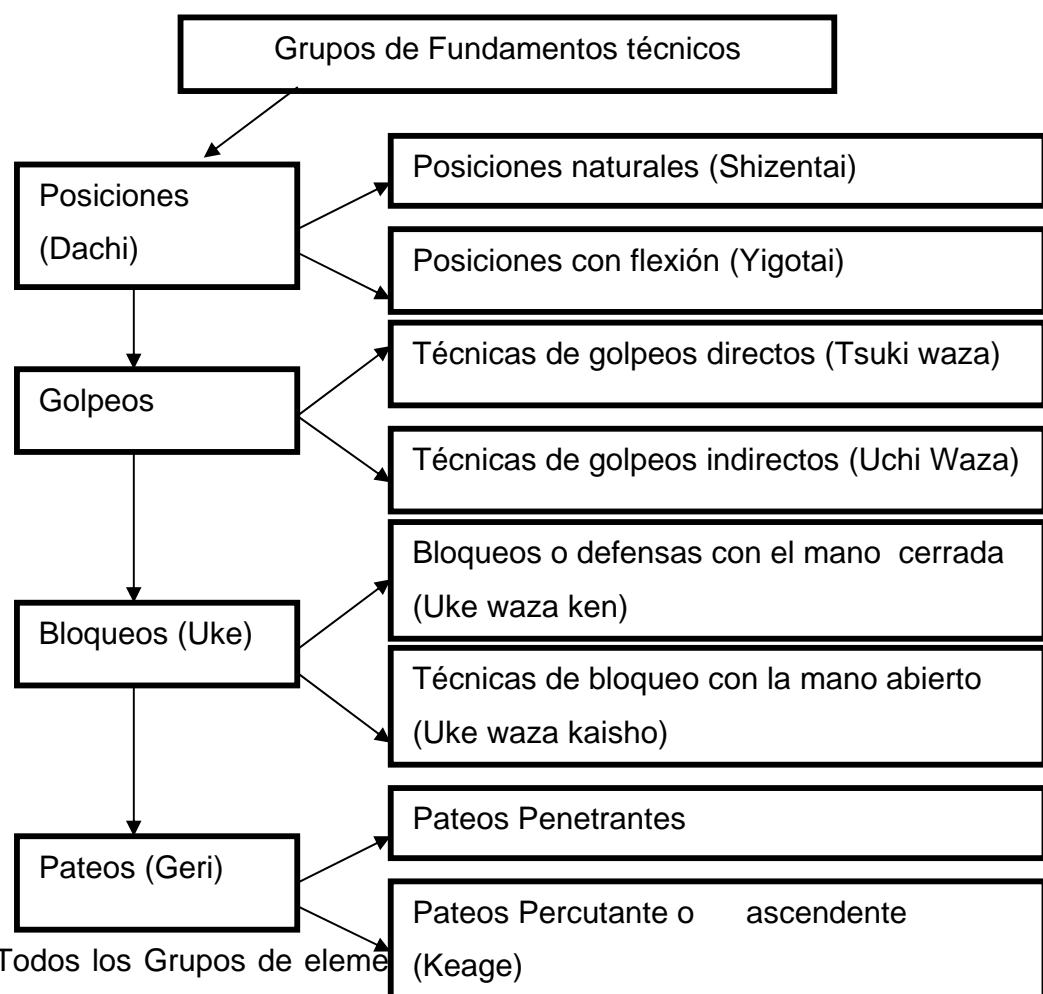 Grupos de Fundamentos técnicos
Posiciones
(Dachi)
Posiciones naturales (Shizentai)
Posiciones con flexión (Yigotai)
Golpeos
Técnicas de golpeos directos (Tsuki waza)
Técnicas de golpeos indirectos (Uchi Waza)
Bloqueos (Uke)
Bloqueos o defensas con el mano cerrada
(Uke waza ken)
Técnicas de bloqueo con la mano abierto
(Uke waza kaisho)
Pateos (Geri)
Pateos Penetrantes
Pateos Percutante o ascendente
(Keage)
Todos los Grupos de